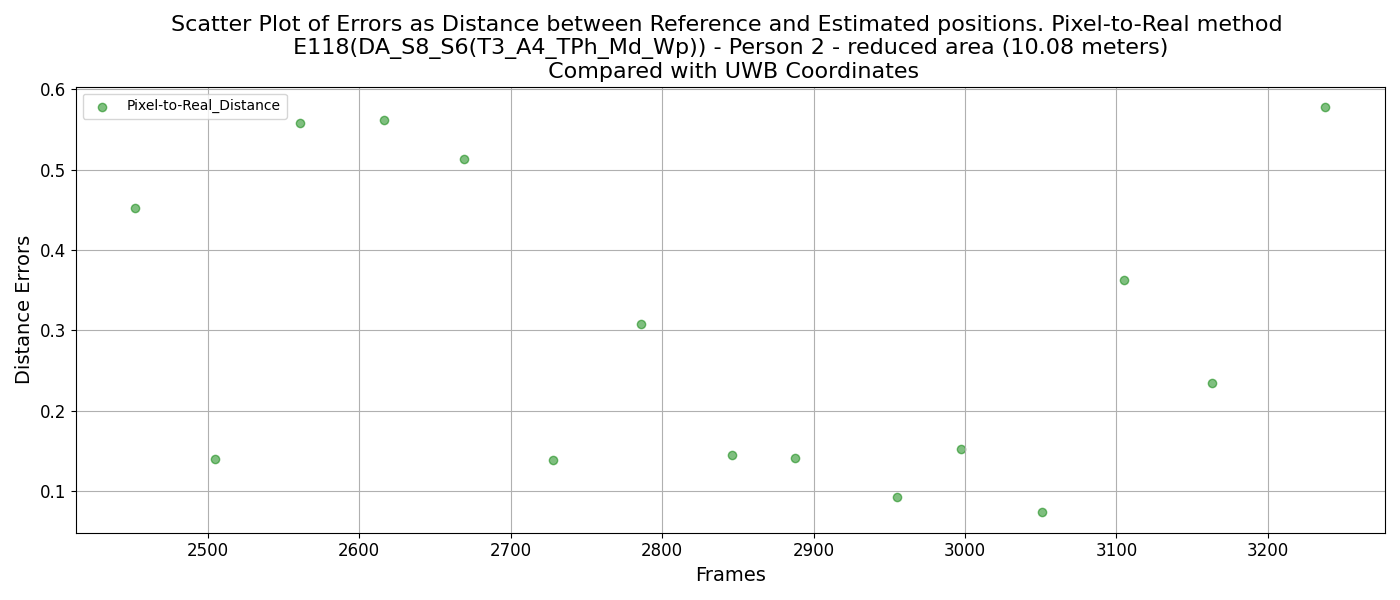 Scatter Plot of Errors as Distance between Reference and Estimated positions. Pixel-to-Real method
E118(DA_S8_S6(T3_A4_TPh_Md_Wp)) - Person 2 - reduced area (10.08 meters)
Compared with UWB Coordinates
Pixel-to-Real_Distance
Distance Errors
0.6
0.5
0.4
0.3
0.2
0.1
2500 2600 2700 2800 2900 3000 3100 3200
Frames